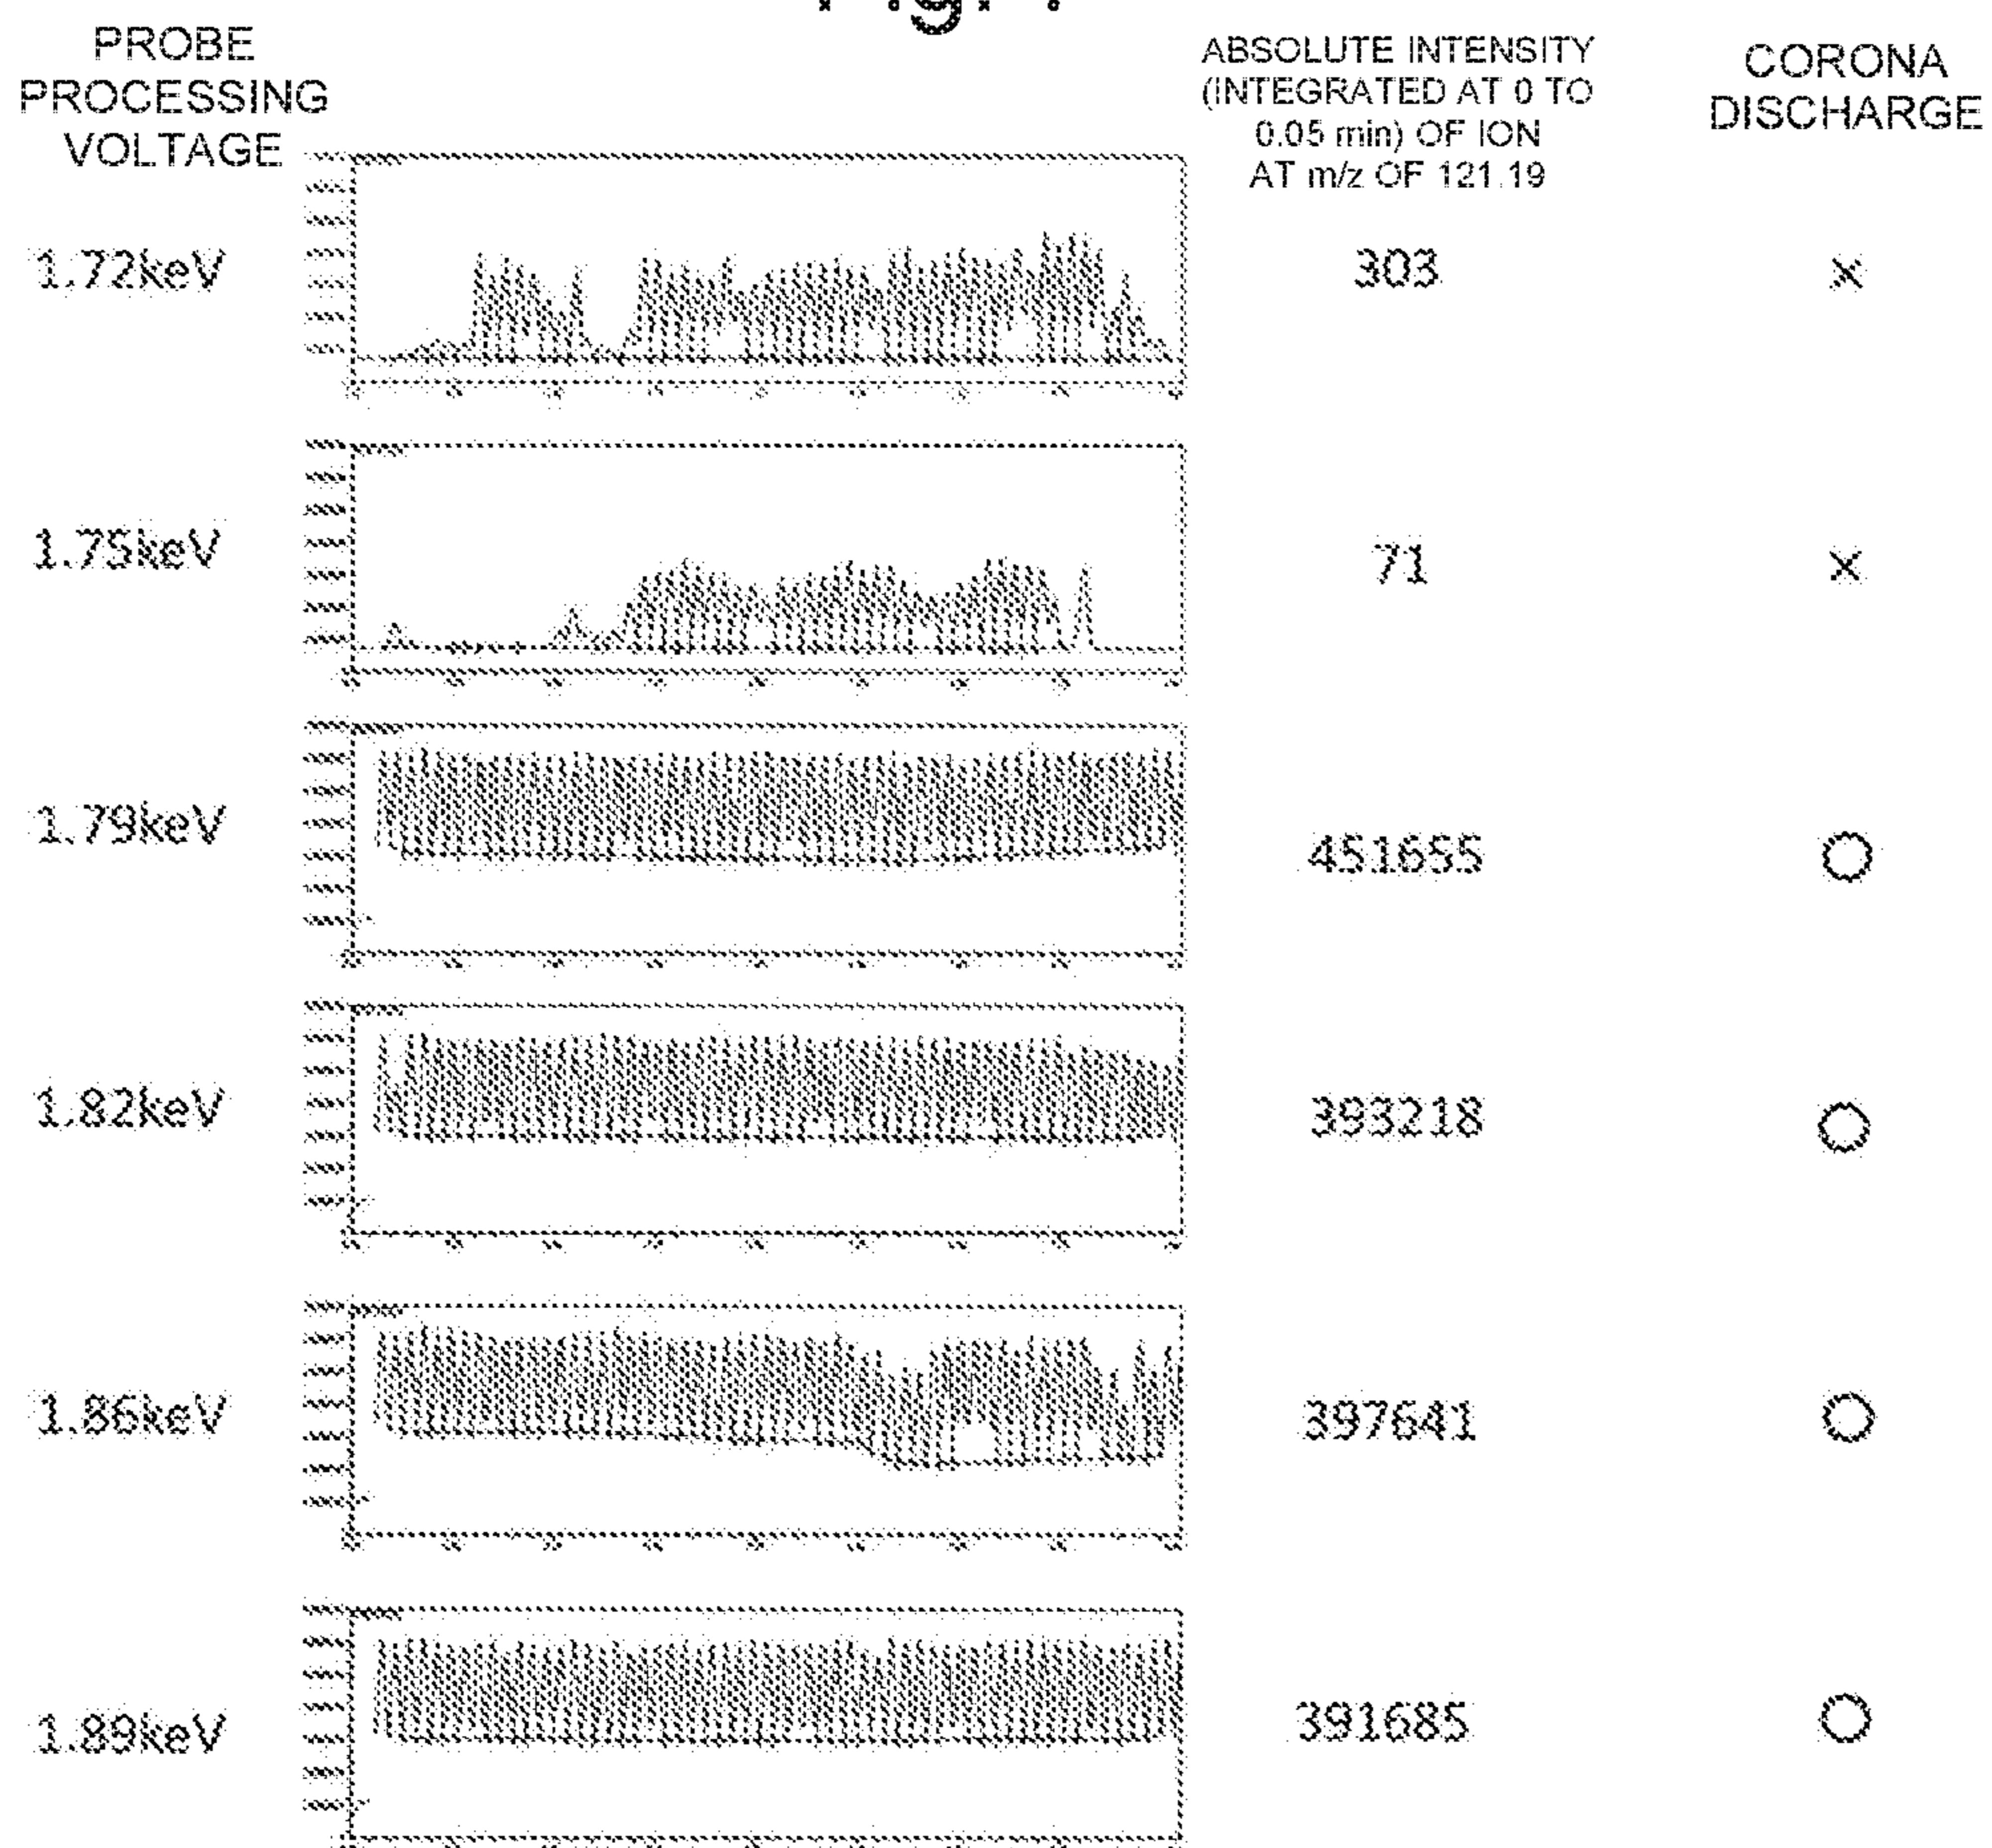 PROBE
PROCESSING
VOLTAGE
ABSOLUTE INTENSITY
(INTEGRATED AT 0 TO
0.05 min) OF ION
AT m/z OF 121.19
CORONA
DISCHARGE
1.72keV
303
×
1.75keV
71
×
1.79keV
451655
○
1.82keV
393218
○
1.86keV
397641
○
1.89keV
391685
○